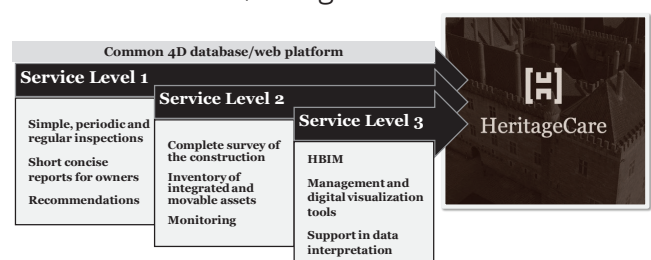 Common 4D database/web platform
Service Level 1
Simple, periodic and
regular inspections
Short concise
reports for owners
Recommendations
Service Level 2
Complete survey of
the construction
Inventory of
integrated and
movable assets
Monitoring
Service Level 3
HBIM
Management and
digital visualization
tools
Support in data
interpretation
HeritageCare